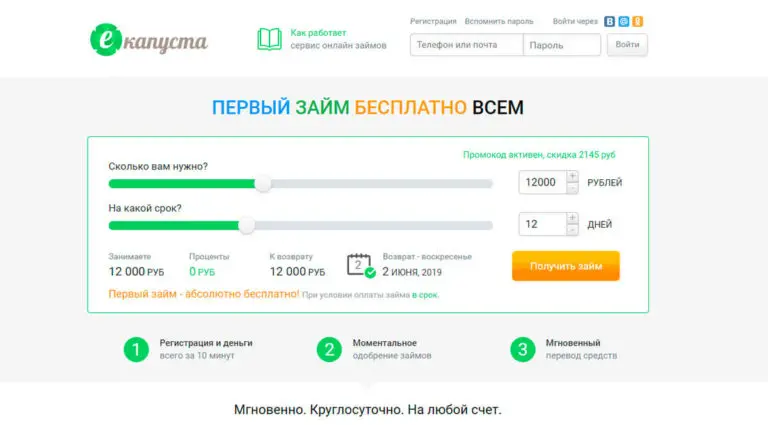 Регистрация Вспомнить пароль Войти через
екапуста
Как работает
сервис онлайн займов
Телефон или почта Пароль Войти
ПЕРВЫЙ ЗАЙМ БЕСПЛАТНО ВСЕМ
Промокод активен, скидка 2145 руб
Сколько вам нужно?
12000 РУБЛЕЙ
На какой срок?
12 ДНЕЙ
Занимаете Проценты К возврату Возврат - воскресенье
12 000 РУБ 0 РУБ 12 000 РУБ 2 2 ИЮНЯ, 2019
Получить займ
Первый займ - абсолютно бесплатно! При условии оплаты займа в срок.
1 Регистрация и деньги
всего за 10 минут
2 Моментальное
одобрение займов
3 Мгновенный
перевод средств
Мгновенно. Круглосуточно. На любой счет.